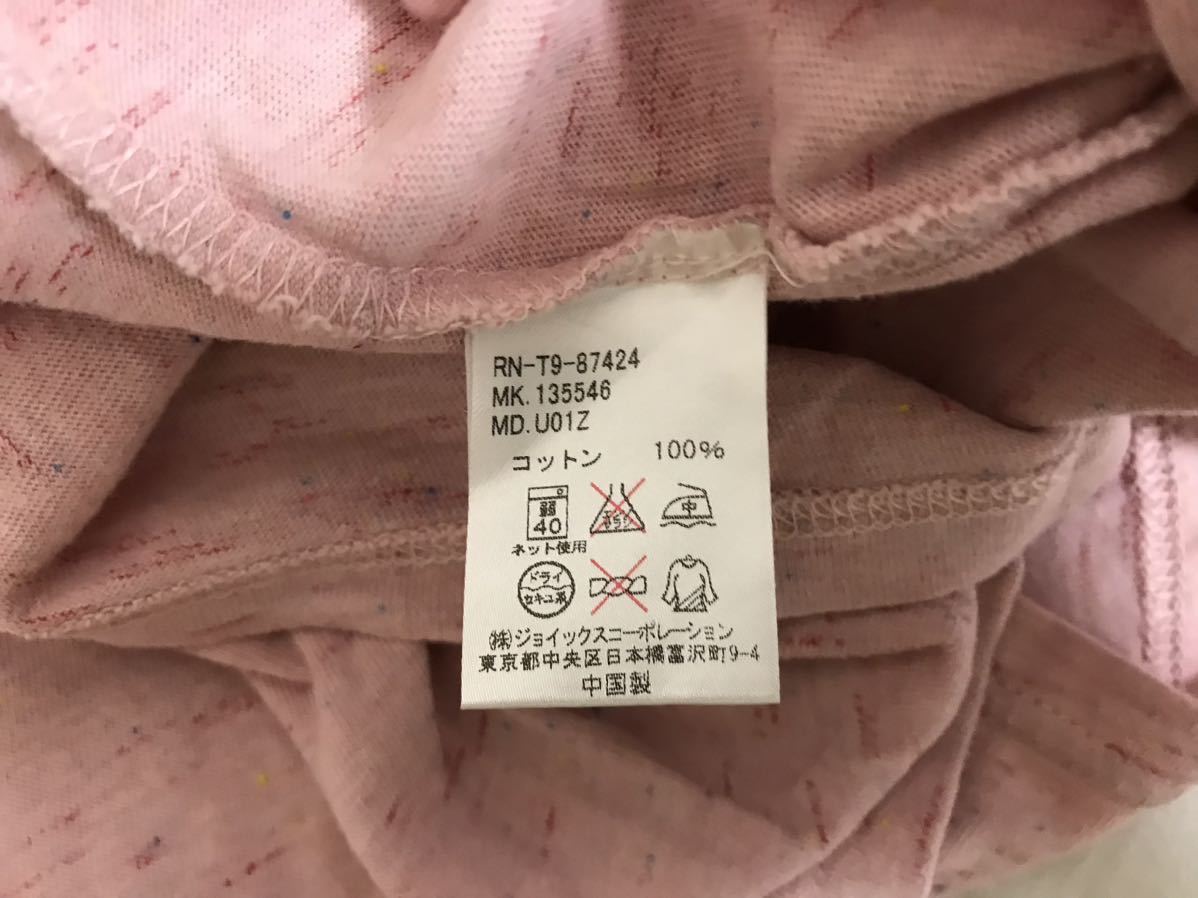 RN-T9-87424
MK.135546
MD.U01Z
コットン 100%
弱 中
40
ネット使用
ドライ
セキユ系
(株)ジョイックスコーポレーション
東京都中央区日本橋富沢町9-4
中国製